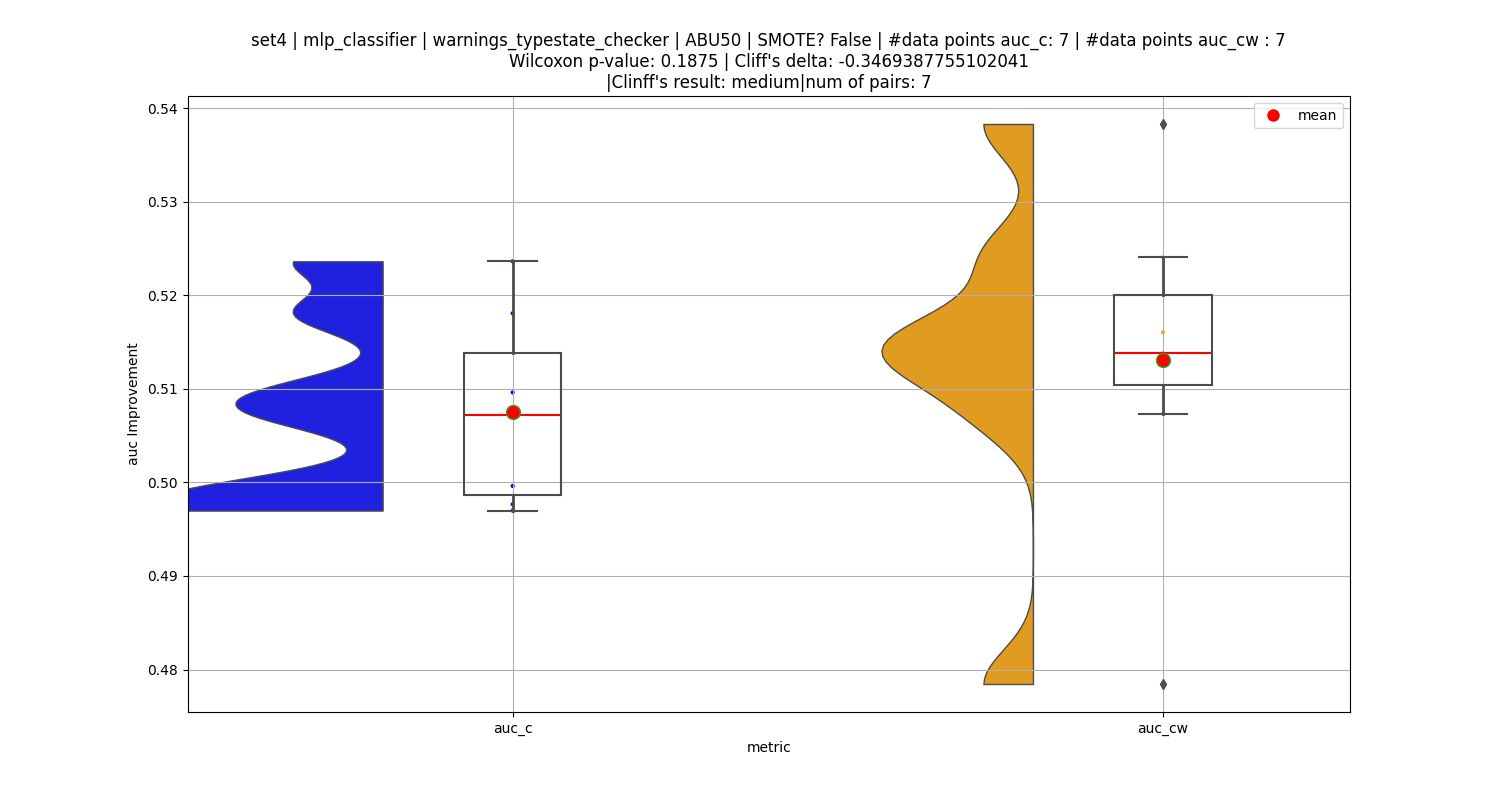 set4 | mlp_classifier | warnings_typestate_checker | ABU50 | SMOTE? False | #data points auc_c: 7 | #data points auc_cw : 7
Wilcoxon p-value: 0.1875 | Cliff's delta: -0.3469387755102041
|Clinff's result: medium|num of pairs: 7
mean
0.54
0.53
0.52
0.51
0.50
0.49
0.48
auc Improvement
auc_c
auc_cw
metric